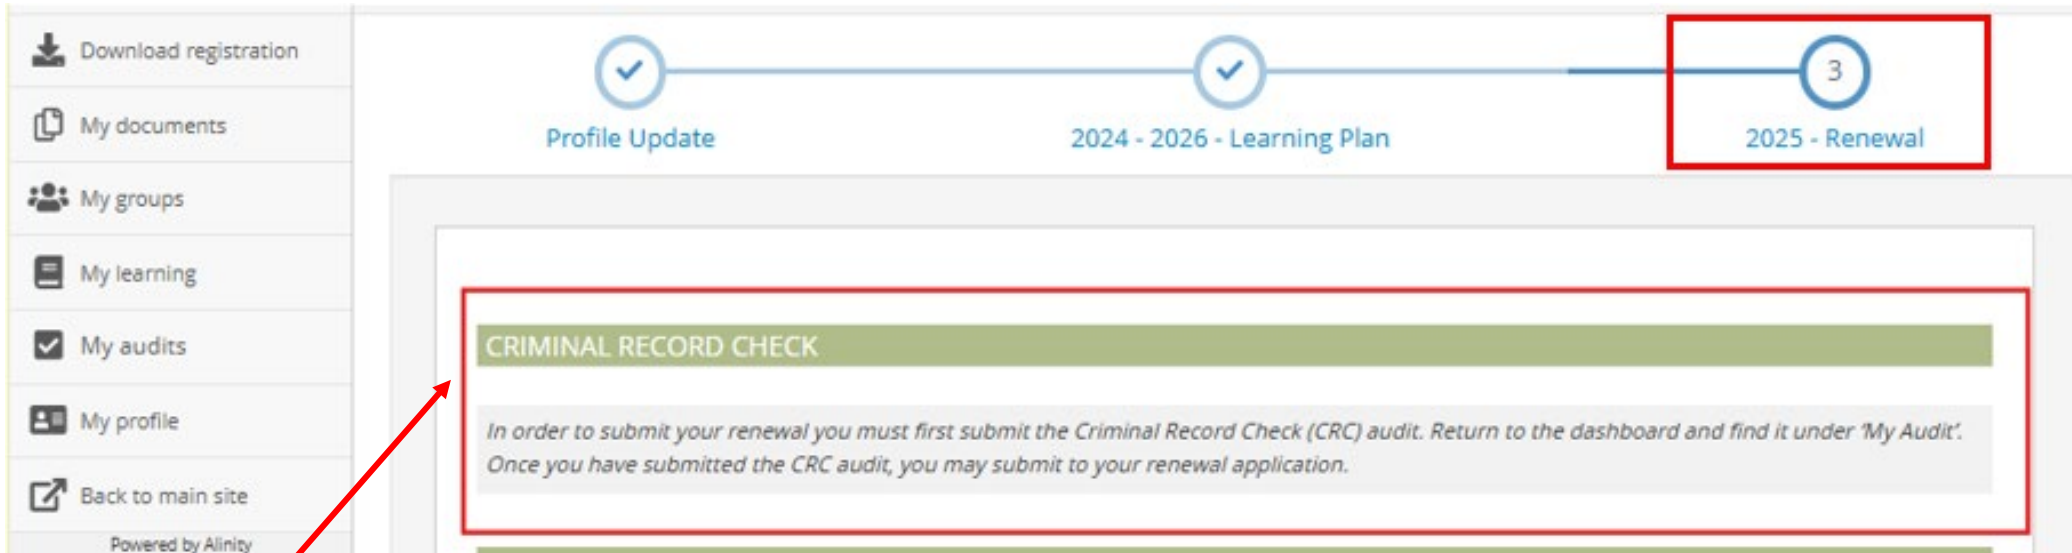 Download registration
My documents
My groups
My learning
My audits
My profile
Back to main site
Powered by Alinity
3
Profile Update
2024 - 2026 - Learning Plan
2025 - Renewal
CRIMINAL RECORD CHECK
In order to submit your renewal you must first submit the Criminal Record Check (CRC) audit. Return to the dashboard and find it under 'My Audit'.
Once you have submitted the CRC audit, you may submit to your renewal application.